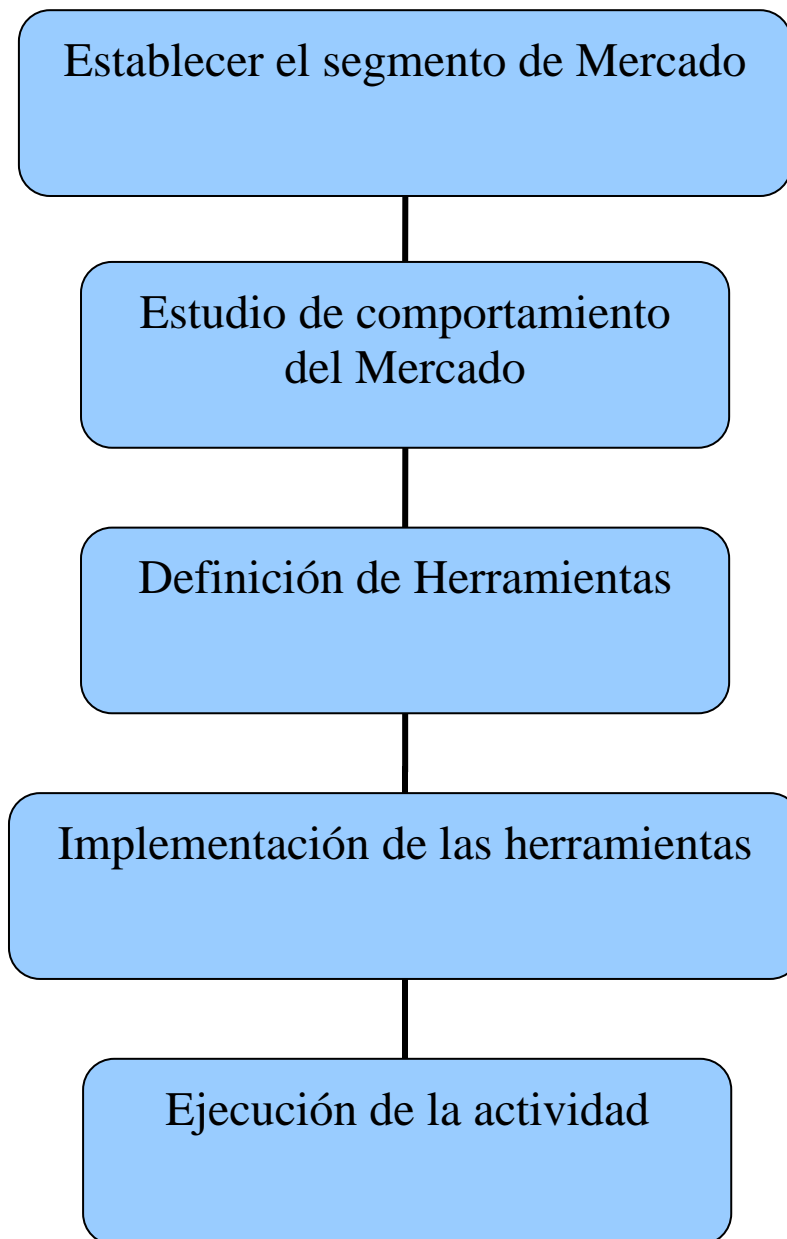 Establecer el segmento de Mercado
Estudio de comportamiento
del Mercado
Definición de Herramientas
Implementación de las herramientas
Ejecución de la actividad